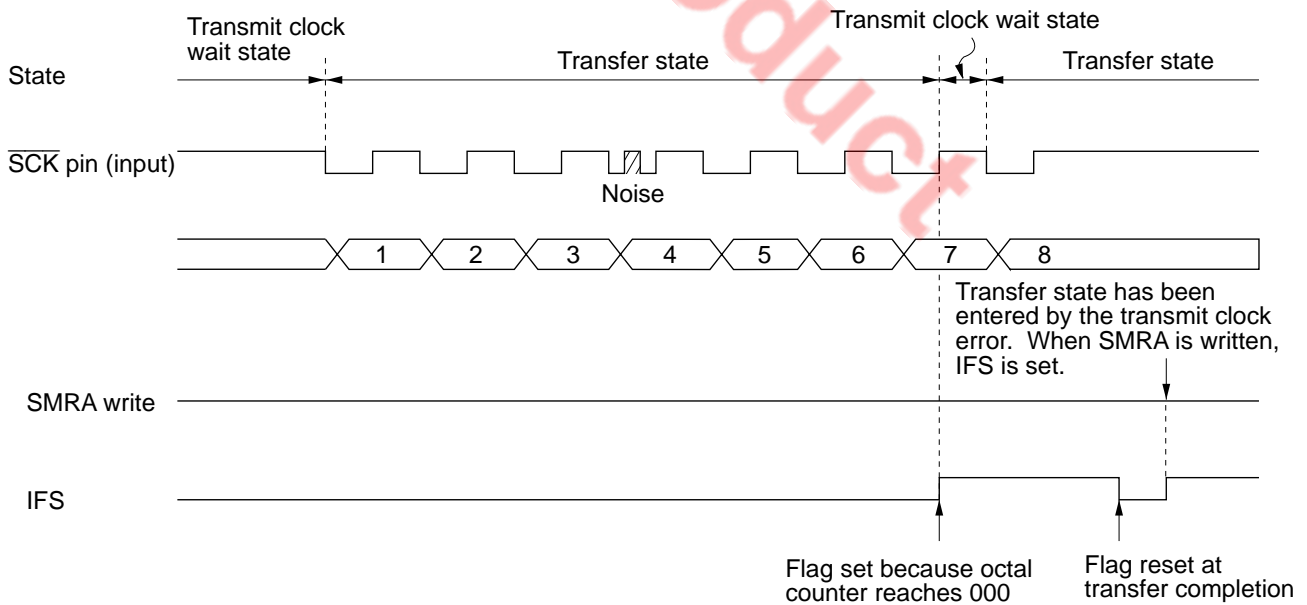 Product
Transmit clock
wait state
Transmit clock wait state
State
Transfer state
Transfer state
SCK pin (input)
Noise
1 2 3 4 5 6 7 8
Transfer state has been
entered by the transmit clock
error. When SMRA is written,
IFS is set.
SMRA write
IFS
Flag set because octal
counter reaches 000
Flag reset at
transfer completion